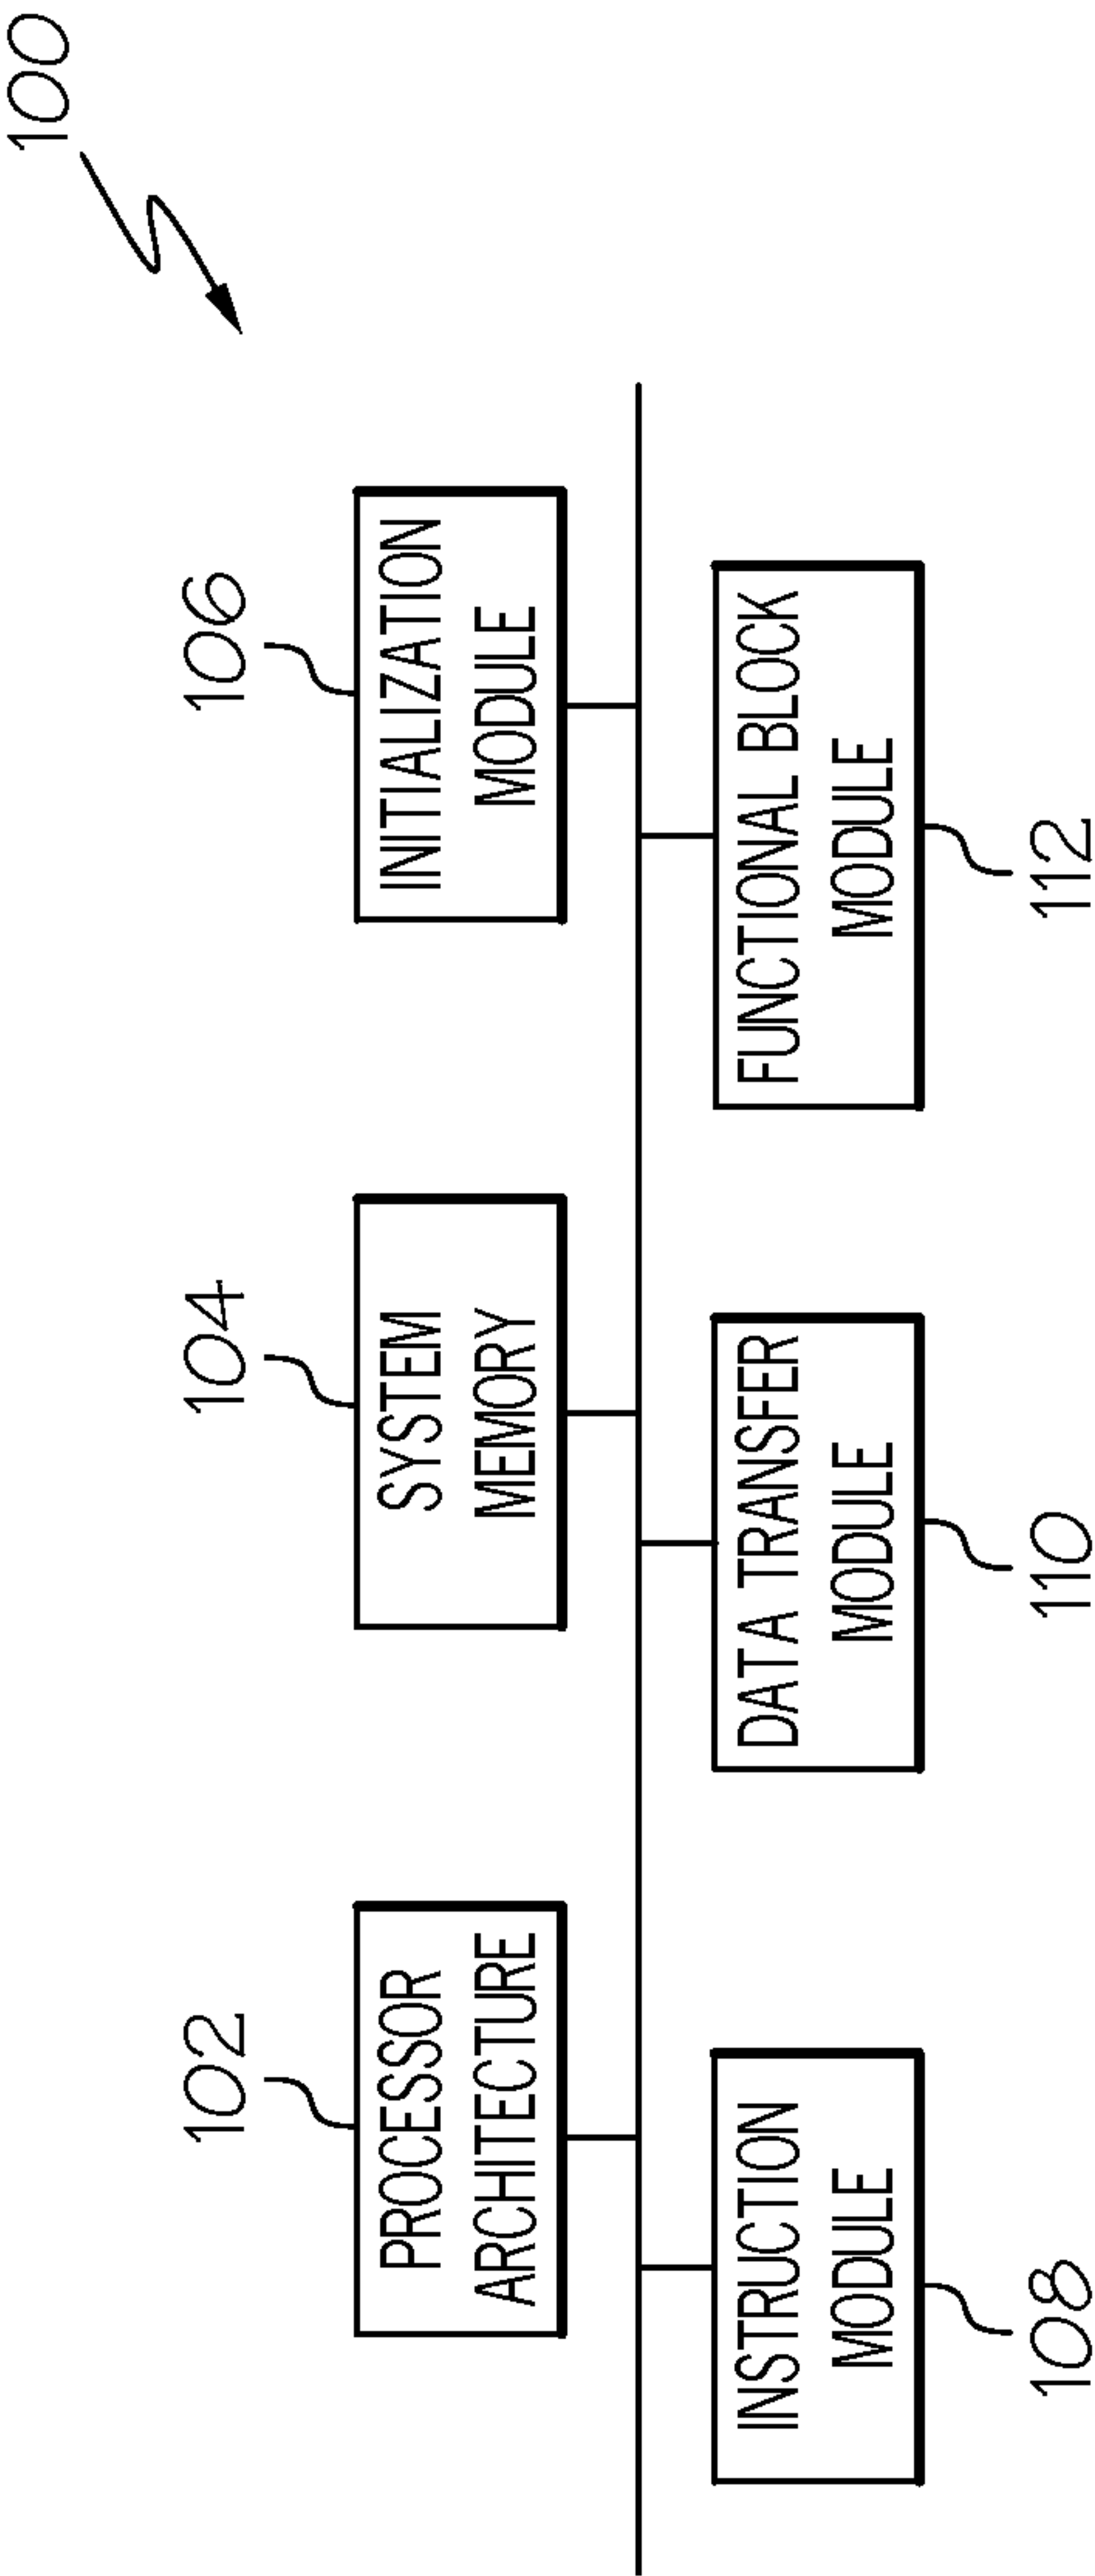 100
102
104
106
PROCESSOR
ARCHITECTURE
SYSTEM
MEMORY
INITIALIZATION
MODULE
INSTRUCTION
MODULE
DATA TRANSFER
MODULE
FUNCTIONAL BLOCK
MODULE
108
110
112